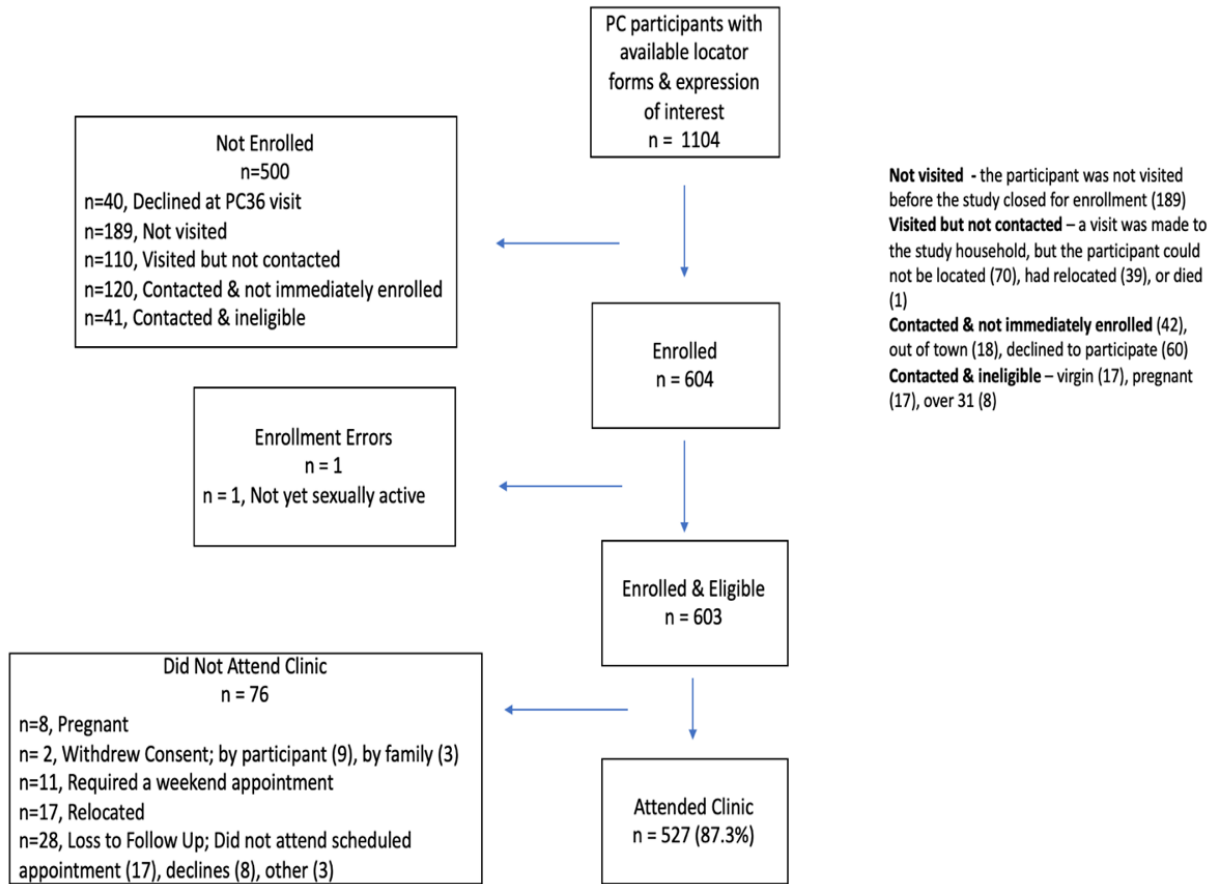 PC participants with
available locator
forms & expression
of interest
n = 1104
Not Enrolled
n=500
n=40, Declined at PC36 visit
n=189, Not visited
n=110, Visited but not contacted
n=120, Contacted & not immediately enrolled
n=41, Contacted & ineligible
Not visited - the participant was not visited
before the study closed for enrollment (189)
Visited but not contacted – a visit was made to
the study household, but the participant could
not be located (70), had relocated (39), or died
(1)
Contacted & not immediately enrolled (42),
out of town (18), declined to participate (60)
Contacted & ineligible – virgin (17), pregnant
(17), over 31 (8)
Enrolled
n = 604
Enrollment Errors
n = 1
n = 1, Not yet sexually active
Enrolled & Eligible
n = 603
Did Not Attend Clinic
n = 76
n=8, Pregnant
n= 2, Withdrew Consent; by participant (9), by family (3)
n=11, Required a weekend appointment
n=17, Relocated
n=28, Loss to Follow Up; Did not attend scheduled
appointment (17), declines (8), other (3)
Attended Clinic
n = 527 (87.3%)